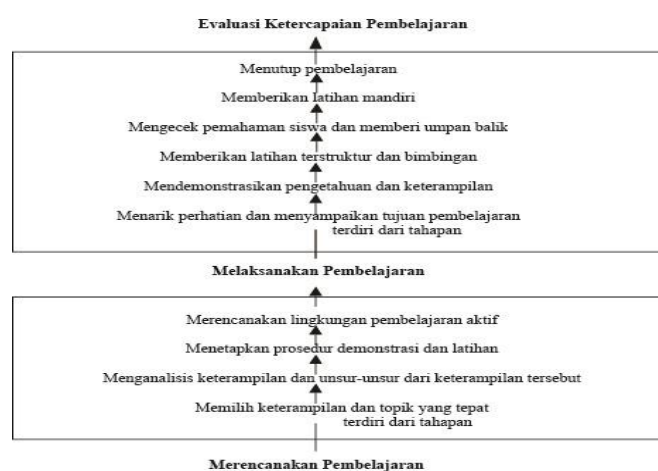 Evaluasi Ketercapaian Pembelajaran
Menutup pembelajaran
Memberikan latihan mandiri
Mengecek pemahaman siswa dan memberi umpan balik
Memberikan latihan terstruktur dan bimbingan
Mendemonstrasikan pengetahuan dan keterampilan
Menarik perhatian dan menyampaikan tujuan pembelajaran
terdiri dari tahapan
Melaksanakan Pembelajaran
Merencanakan lingkungan pembelajaran aktif
Menetapkan prosedur demonstrasi dan latihan
Menganalisis keterampilan dan unsur-unsur dari keterampilan tersebut
Memilih keterampilan dan topik yang tepat
terdiri dari tahapan
Merencanakan Pembelajaran